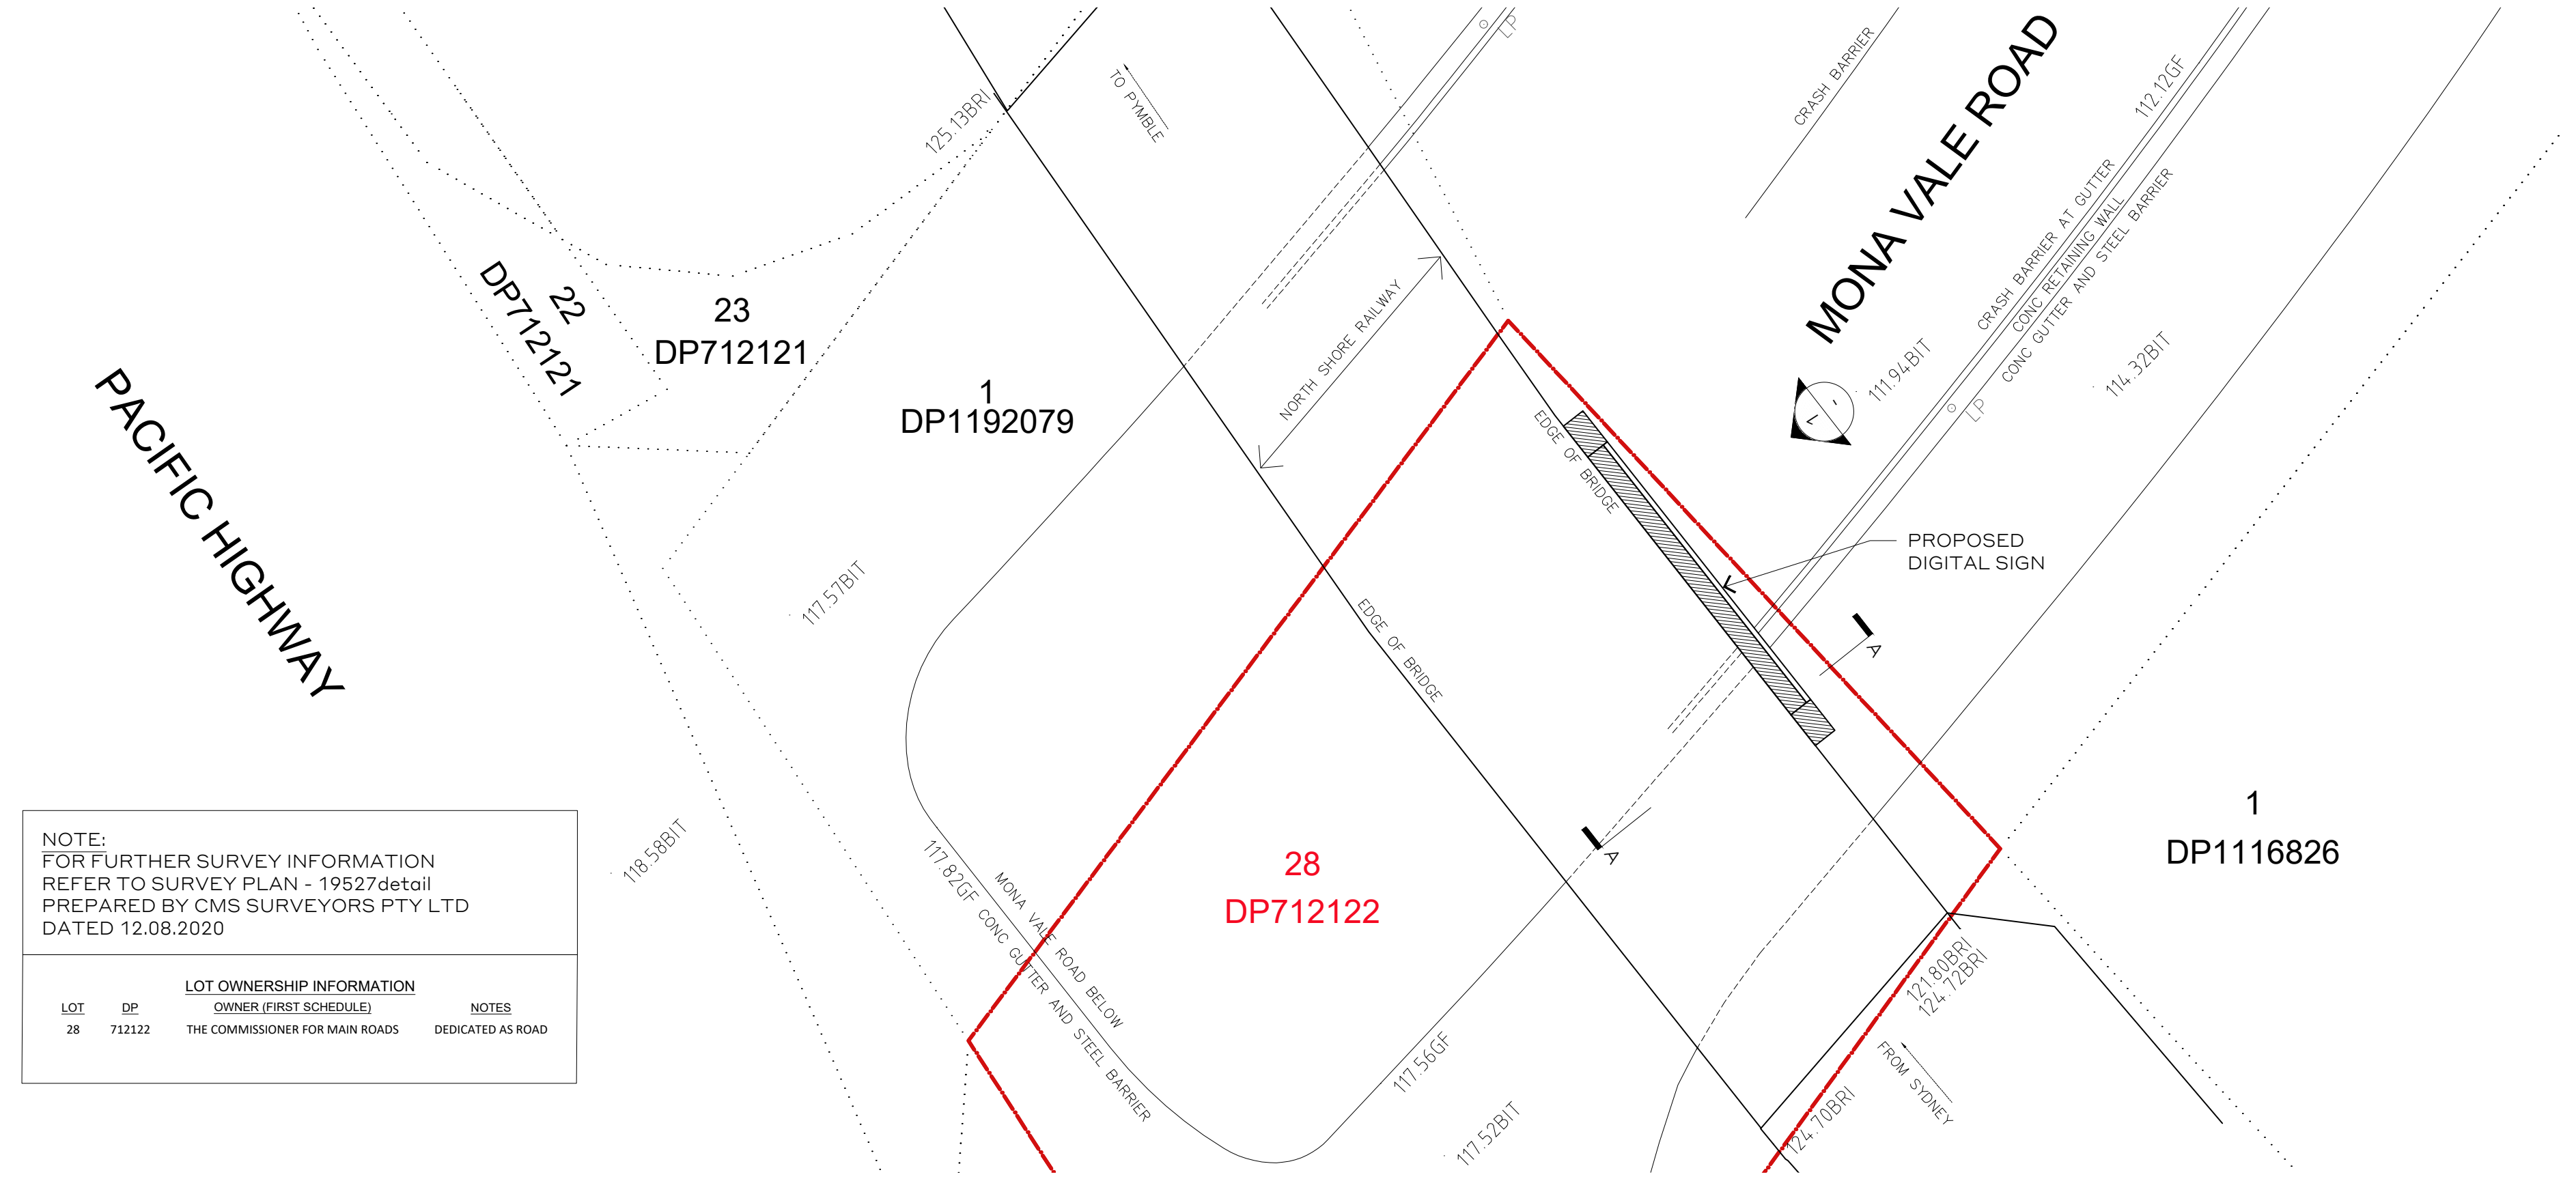 TO PYMBLE
LP
CRASH BARRIER
MONA VALE ROAD
112.12GF
125.13BRI
CRASH BARRIER AT GUTTER
CONC RETAINING WALL
CONC GUTTER AND STEEL BARRIER
22
DP712121
23
DP712121
1
DP1192079
NORTH SHORE RAILWAY
111.94BIT
114.32BIT
1
-
LP
EDGE OF BRIDGE
PACIFIC HIGHWAY
PROPOSED
DIGITAL SIGN
117.57BIT
EDGE OF BRIDGE
A
A
118.58BIT
117.82GF CONC GUTTER AND STEEL BARRIER
MONA VALE ROAD BELOW
28
DP712122
1
DP1116826
121.80BRI
124.72BRI
FROM SYDNEY
124.70BRI
117.56GF
117.52BIT
NOTE:
FOR FURTHER SURVEY INFORMATION
REFER TO SURVEY PLAN - 19527detail
PREPARED BY CMS SURVEYORS PTY LTD
DATED 12.08.2020
LOT OWNERSHIP INFORMATION
LOT DP OWNER (FIRST SCHEDULE) NOTES
28 712122 THE COMMISSIONER FOR MAIN ROADS DEDICATED AS ROAD